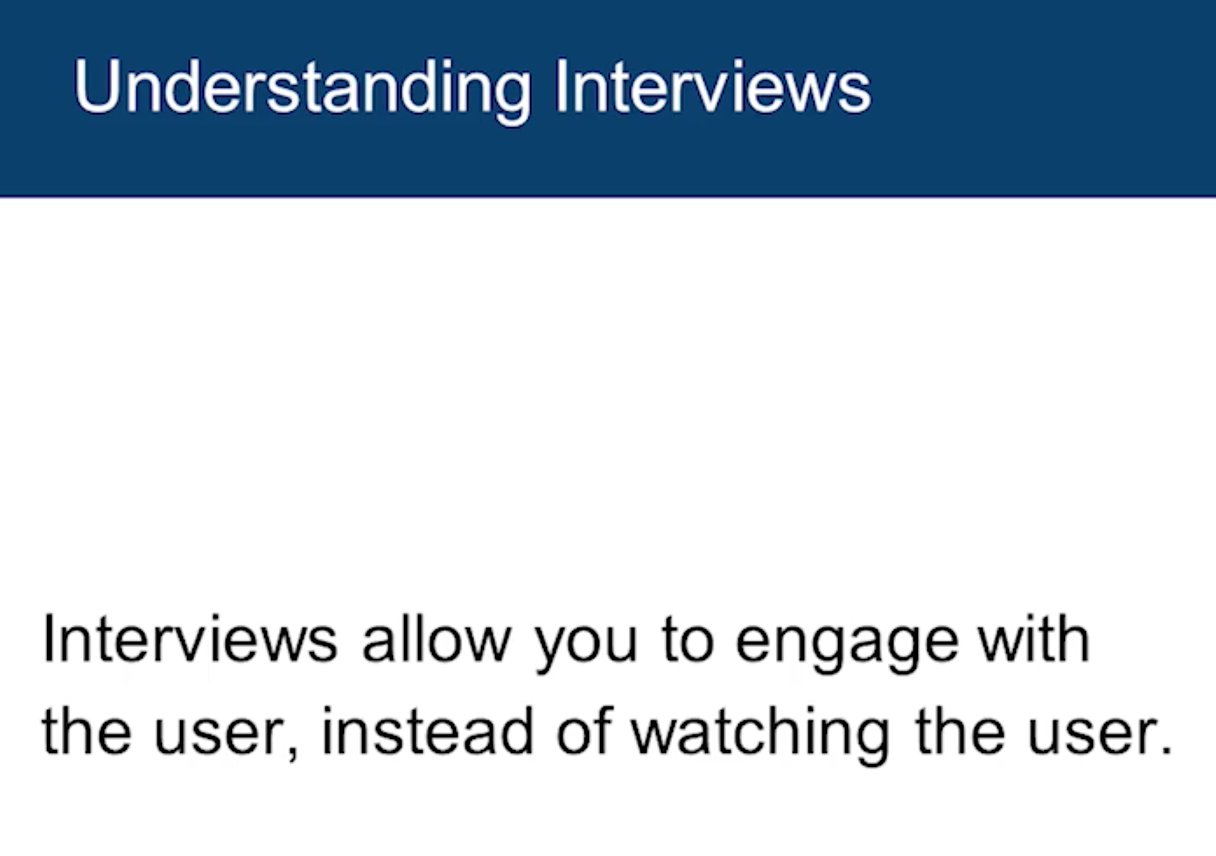 Understanding Interviews
Interviews allow you to engage with
the user, instead of watching the user.